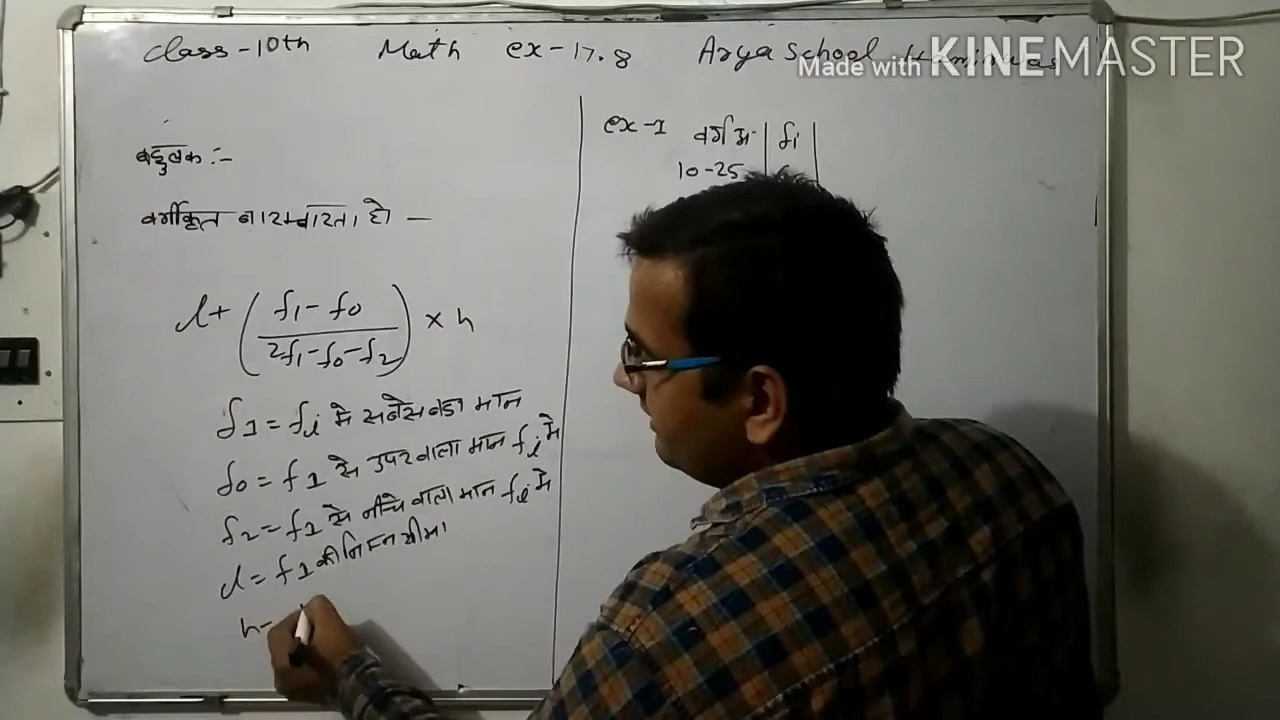 Class-10th Math ex-17.8 Arya School
Made with KINEMASTER
बहुलक :-
वर्गीकृत बारम्बारता हो —
l + ( f1 - f0 / 2f1 - f0 - f2 ) × h
f1 = fi मे सबसे बडा मान
f0 = f1 से उपर वाला मान fi मे
f2 = f1 से नीचे वाला मान fi मे
l = f1 की निम्न सीमा
h =
ex-1 वर्ग अ. | fi |
10-25